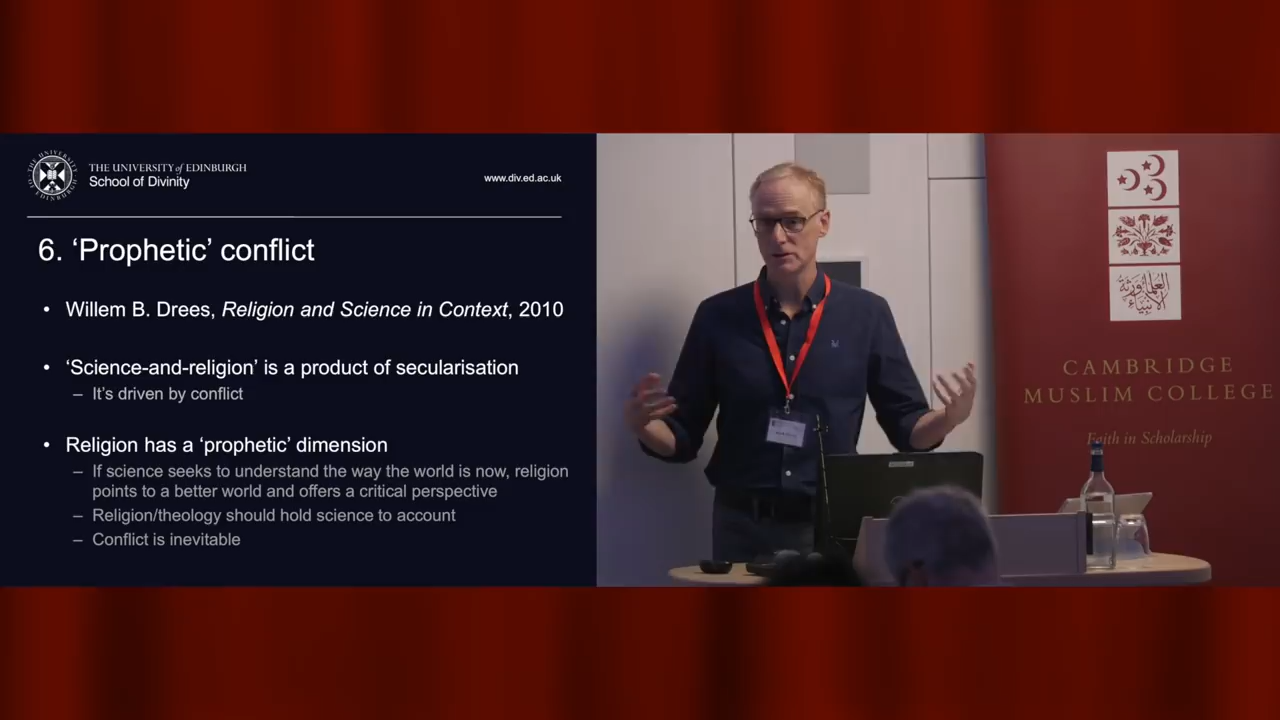 THE UNIVERSITY of EDINBURGH
School of Divinity
www.div.ed.ac.uk
6. ‘Prophetic’ conflict
• Willem B. Drees, Religion and Science in Context, 2010
• ‘Science-and-religion’ is a product of secularisation
– It’s driven by conflict
• Religion has a ‘prophetic’ dimension
– If science seeks to understand the way the world is now, religion
points to a better world and offers a critical perspective
– Religion/theology should hold science to account
– Conflict is inevitable
CAMBRIDGE
MUSLIM COLLEGE
Faith in Scholarship